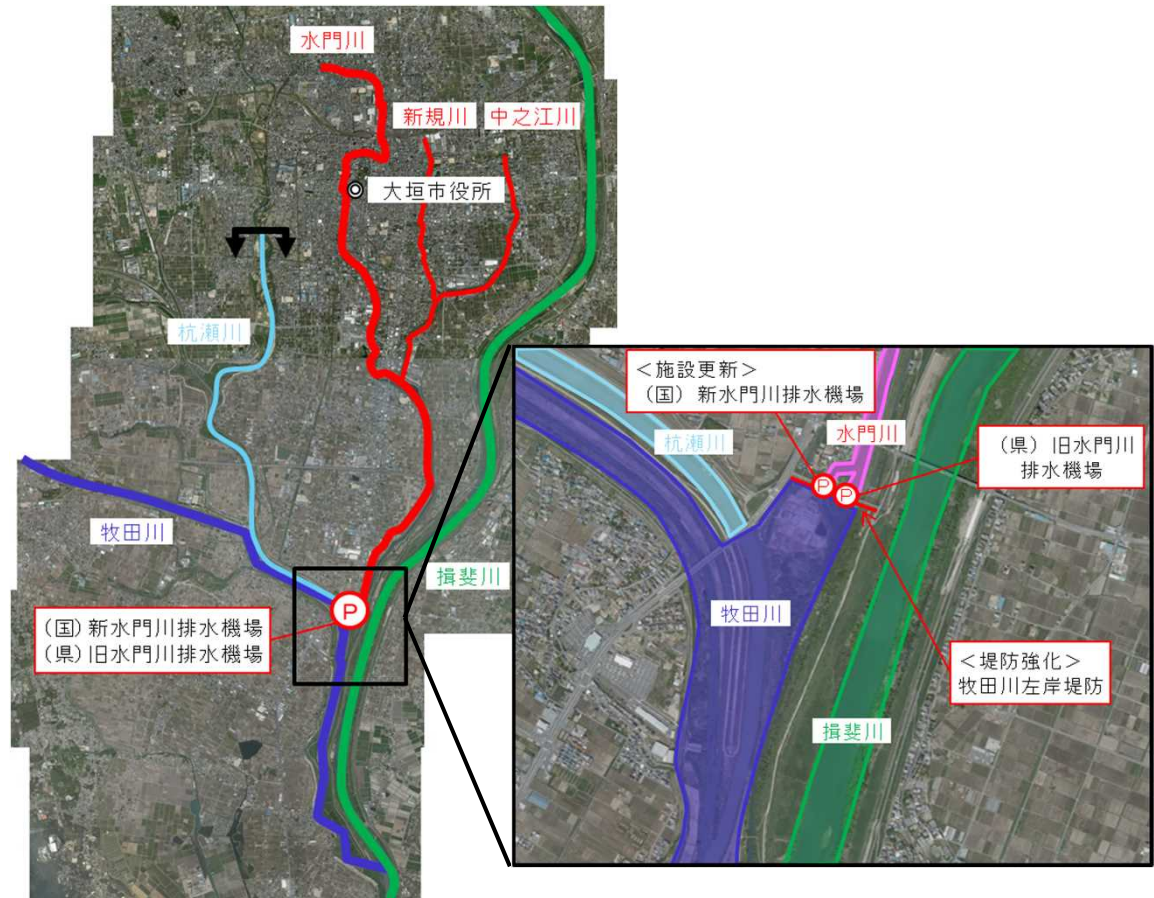 水門川
新規川
中之江川
大垣市役所
杭瀬川
牧田川
揖斐川
P
(国)新水門川排水機場
(県)旧水門川排水機場
<施設更新>
(国) 新水門川排水機場
杭瀬川
水門川
(県) 旧水門川
排水機場
P
P
牧田川
<堤防強化>
牧田川左岸堤防
揖斐川